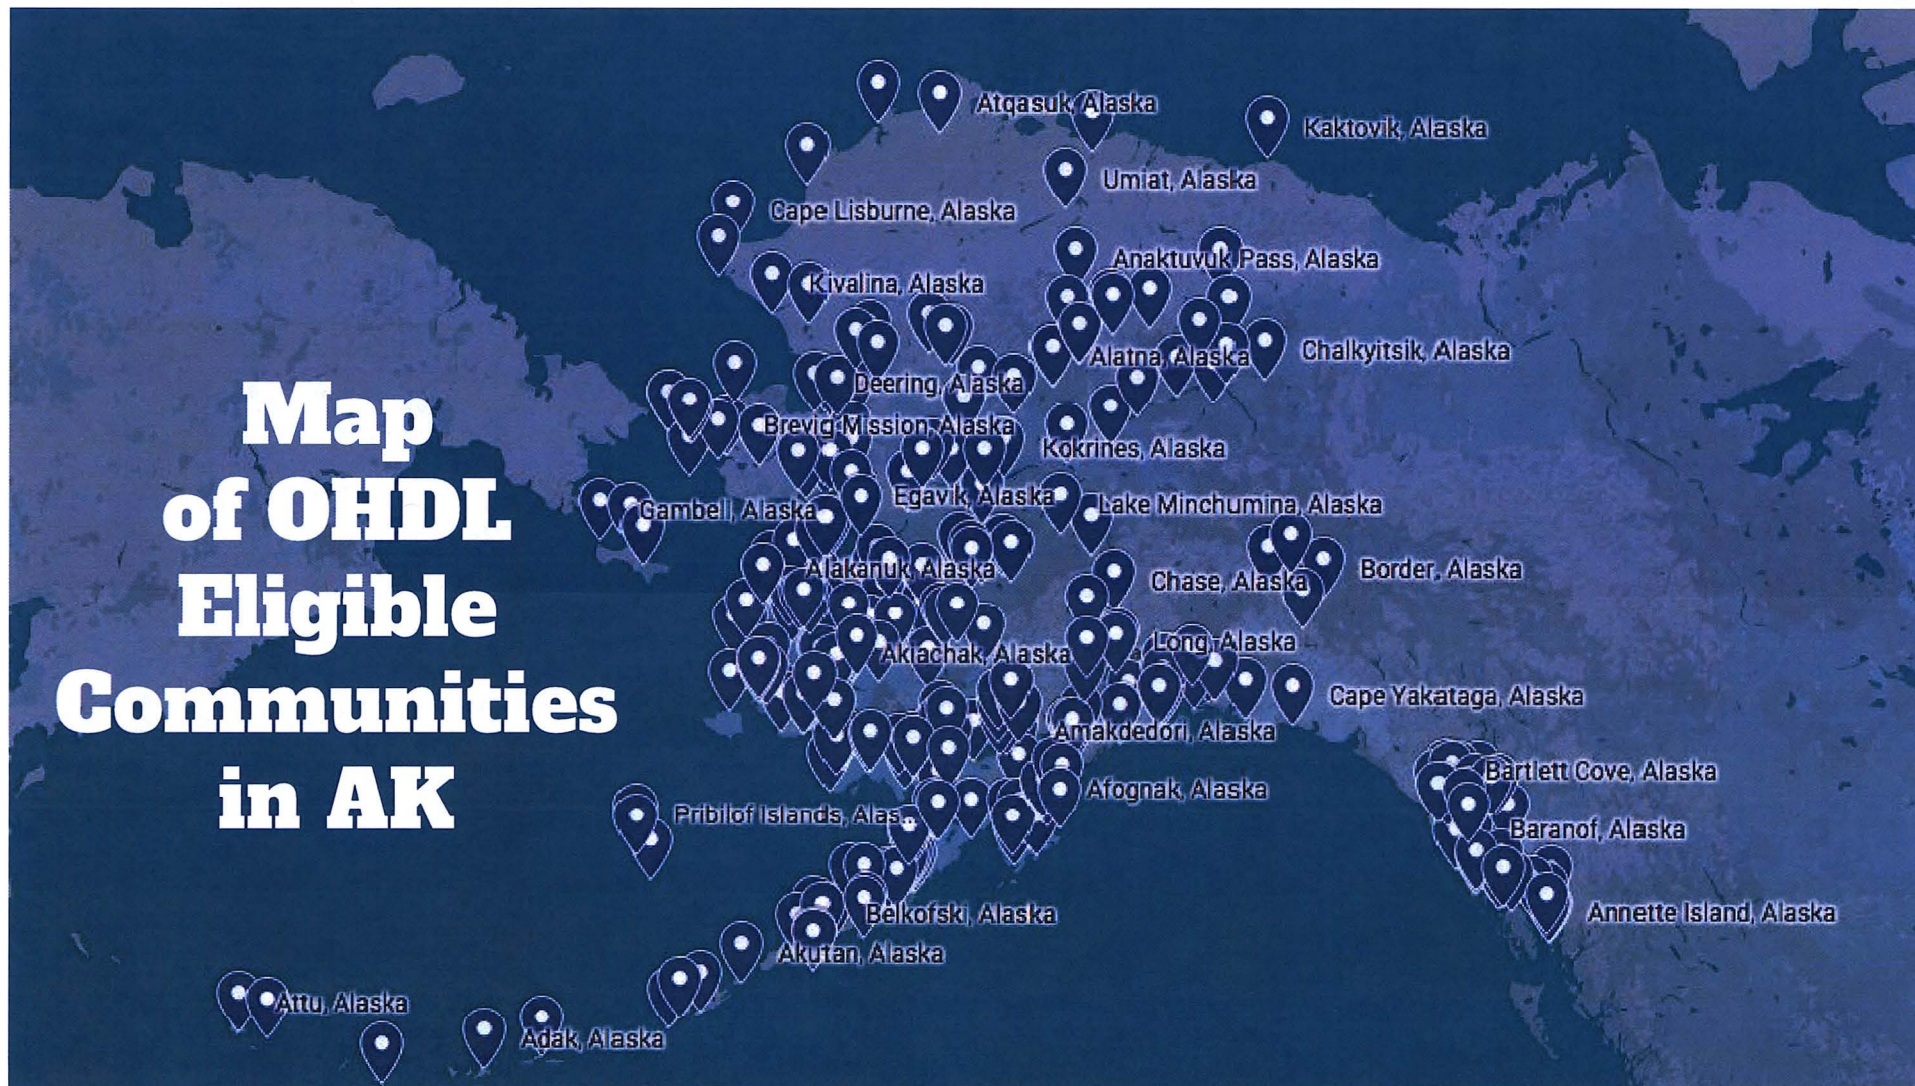 Map
of OHDL
Eligible
Communities
in AK
Atqasuk, Alaska
Kaktovik, Alaska
Umiat, Alaska
Cape Lisburne, Alaska
Anaktuvuk Pass, Alaska
Kivalina, Alaska
Chalkyitsik, Alaska
Alatna, Alaska
Deering, Alaska
Brevig Mission, Alaska
Kokrines, Alaska
Egavik, Alaska
Lake Minchumina, Alaska
Gambell, Alaska
Alakanuk, Alaska
Border, Alaska
Chase, Alaska
Long, Alaska
Akiachak, Alaska
Cape Yakataga, Alaska
Amakdedori, Alaska
Bartlett Cove, Alaska
Afognak, Alaska
Pribilof Islands, Alas...
Baranof, Alaska
Belkofski, Alaska
Annette Island, Alaska
Akutan, Alaska
Attu, Alaska
Adak, Alaska